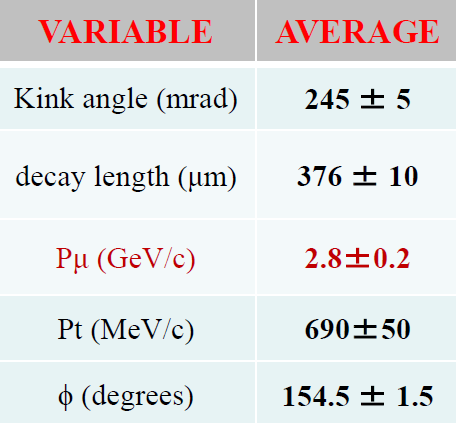 VARIABLE AVERAGE
Kink angle (mrad) 245 ± 5
decay length (μm) 376 ± 10
Pμ (GeV/c) 2.8±0.2
Pt (MeV/c) 690±50
ϕ (degrees) 154.5 ± 1.5